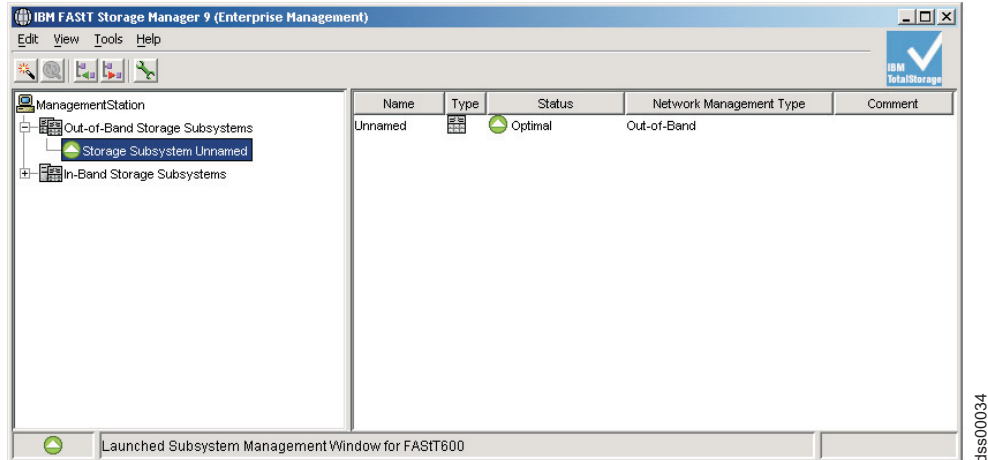 IBM FAStT Storage Manager 9 (Enterprise Management)
Edit View Tools Help
IBM
TotalStorage
ManagementStation
Out-of-Band Storage Subsystems
Storage Subsystem Unnamed
In-Band Storage Subsystems
Name Type Status Network Management Type Comment
Unnamed Optimal Out-of-Band
Launched Subsystem Management Window for FAStT600
dss00034